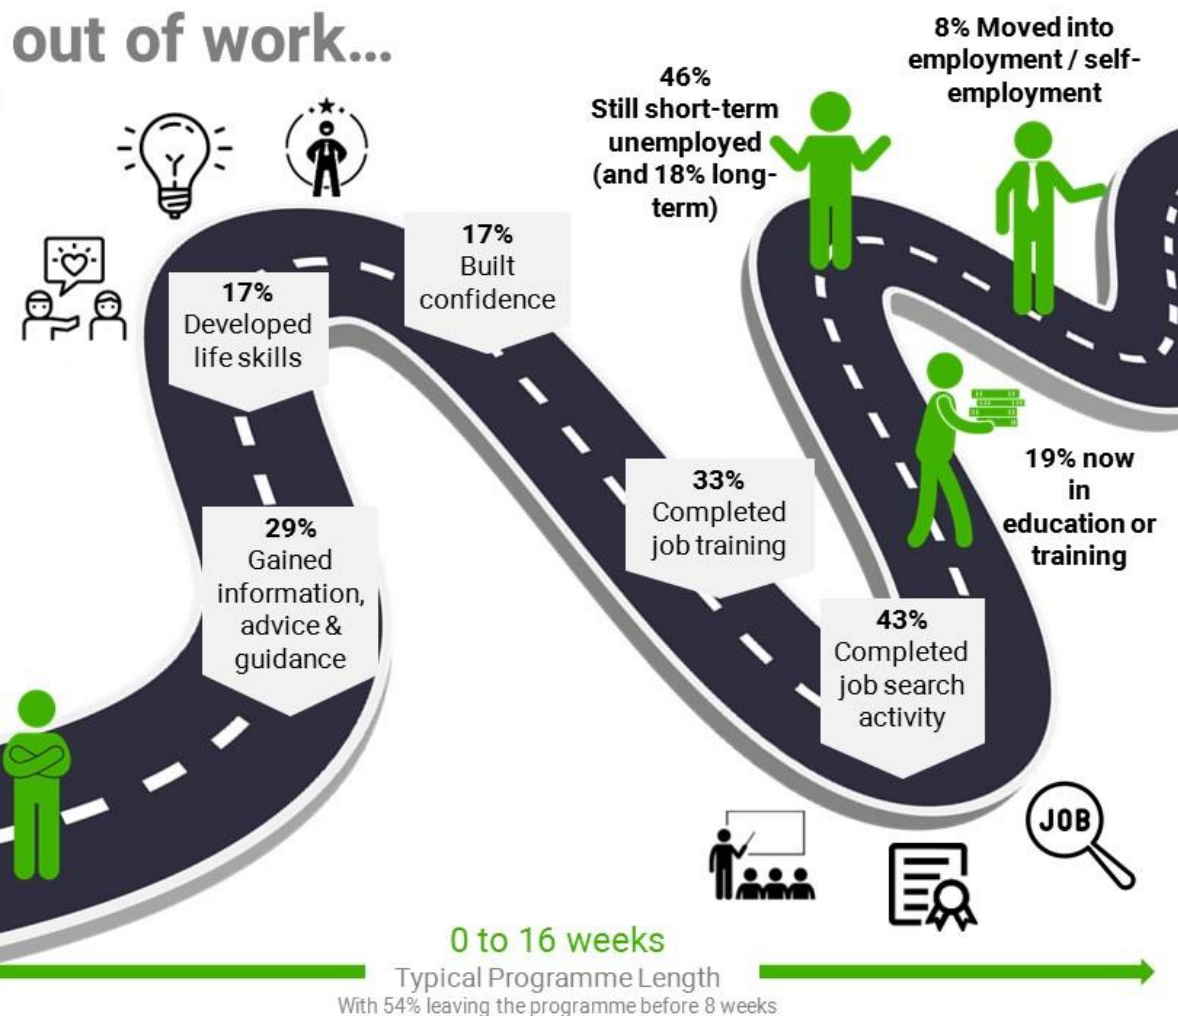 out of work...
8% Moved into
employment / self-
employment
46%
Still short-term
unemployed
(and 18% long-
term)
17%
Built
confidence
17%
Developed
life skills
19% now
in
education or
training
33%
Completed
job training
29%
Gained
information,
advice &
guidance
43%
Completed
job search
activity
JOB
0 to 16 weeks
Typical Programme Length
With 54% leaving the programme before 8 weeks